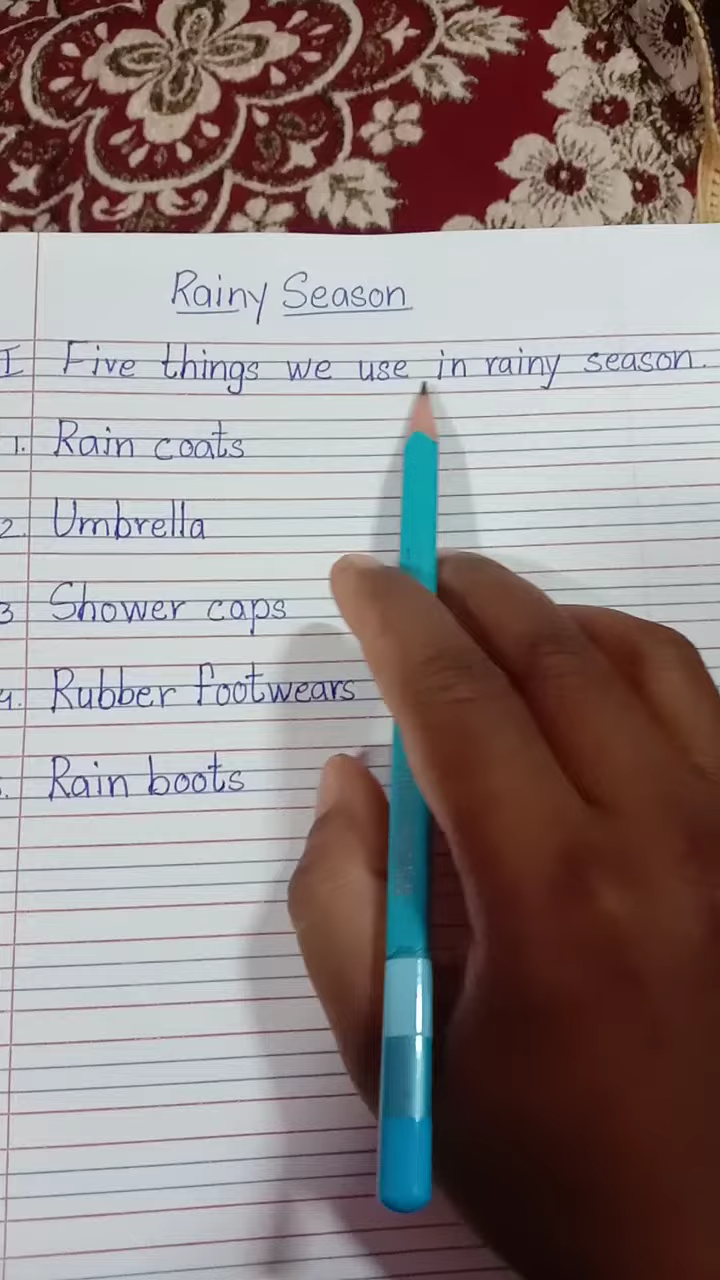 Rainy Season
I Five things we use in rainy season.
1. Rain coats
2. Umbrella
3 Shower caps
4. Rubber footwears
. Rain boots